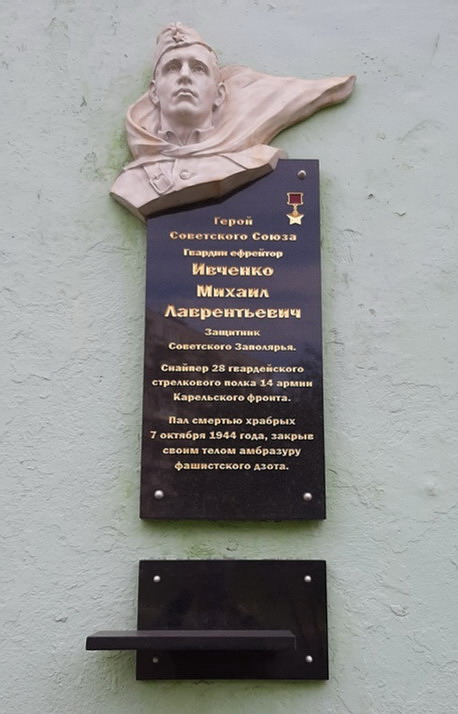 Герой
Советского Союза
Гвардии ефрейтор
Ивченко
Михаил
Лаврентьевич
Защитник
Советского Заполярья.
Снайпер 28 гвардейского
стрелкового полка 14 армии
Карельского фронта.
Пал смертью храбрых
7 октября 1944 года, закрыв
своим телом амбразуру
фашистского дзота.